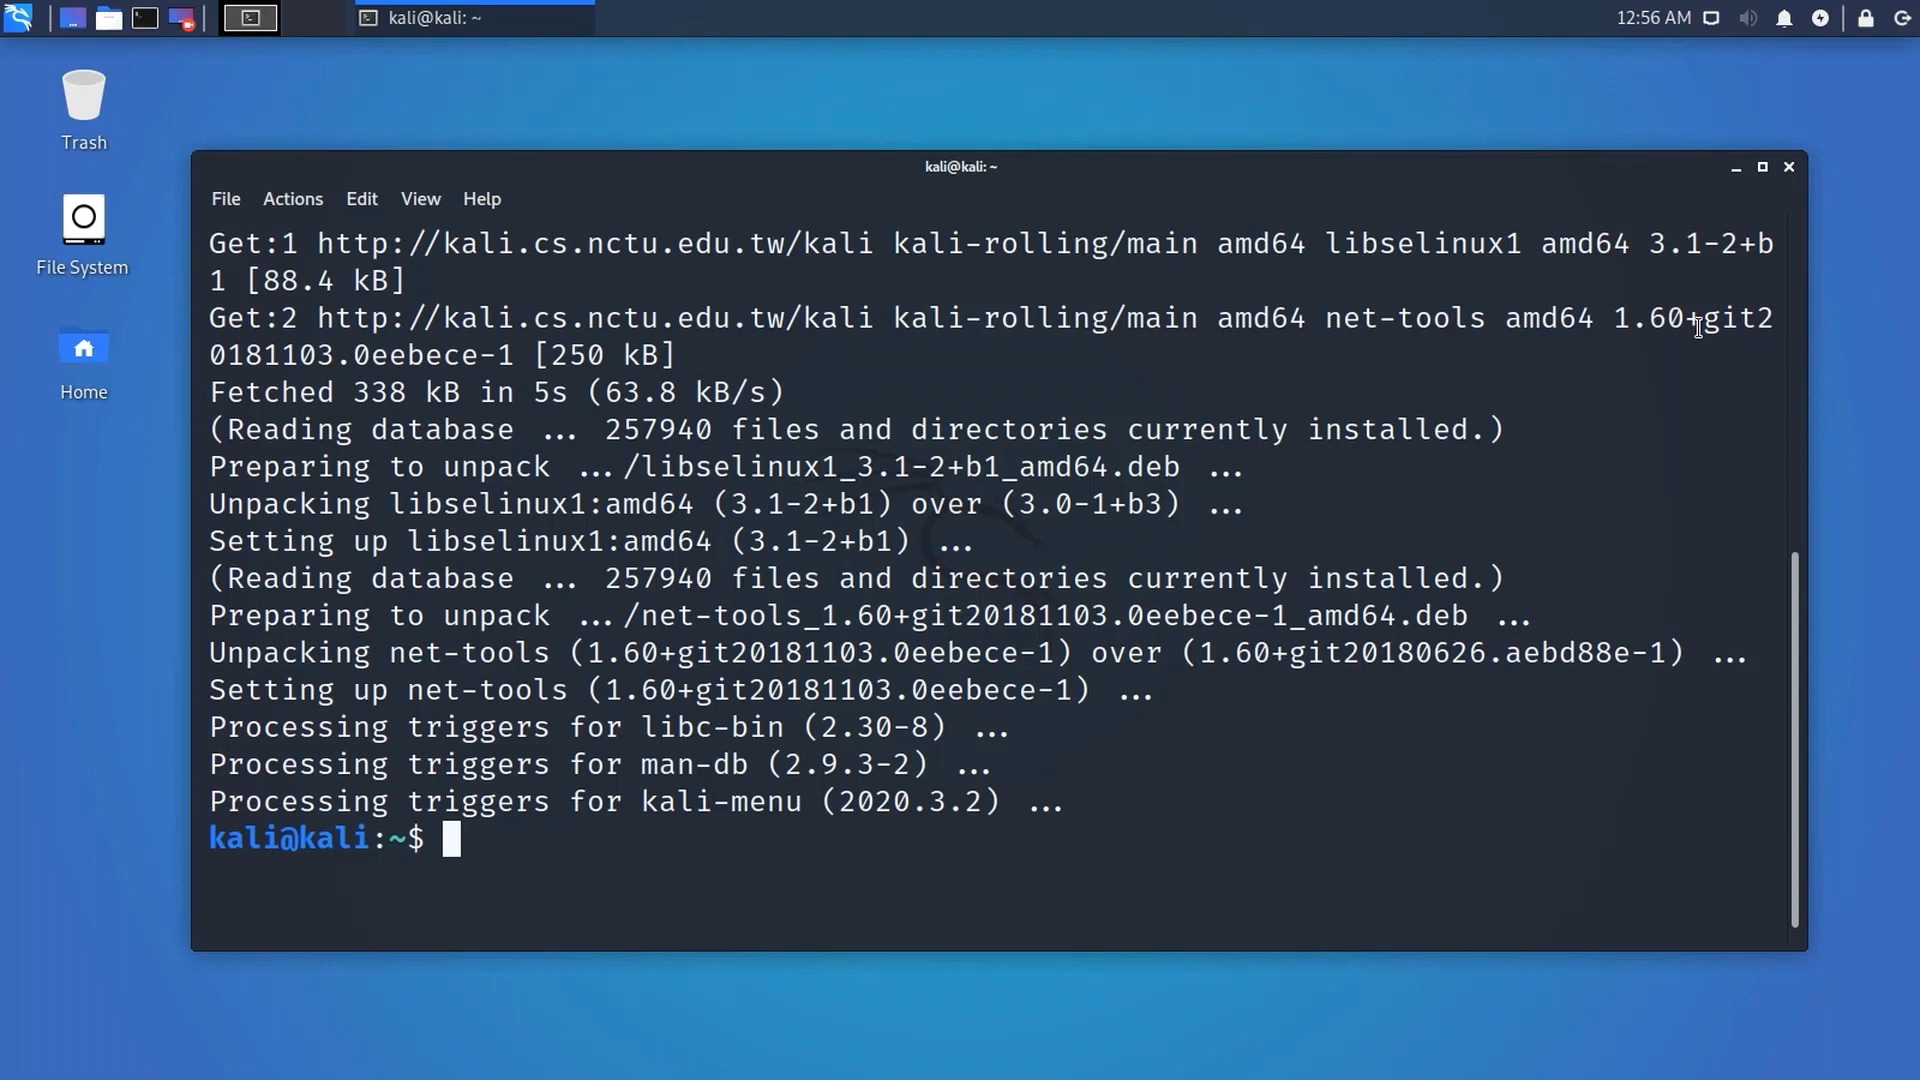 kali@kali: ~
12:56 AM
Trash
File System
Home
kali@kali: ~
File Actions Edit View Help
Get:1 http://kali.cs.nctu.edu.tw/kali kali-rolling/main amd64 libselinux1 amd64 3.1-2+b
1 [88.4 kB]
Get:2 http://kali.cs.nctu.edu.tw/kali kali-rolling/main amd64 net-tools amd64 1.60+git2
0181103.0eebece-1 [250 kB]
Fetched 338 kB in 5s (63.8 kB/s)
(Reading database ... 257940 files and directories currently installed.)
Preparing to unpack .../libselinux1_3.1-2+b1_amd64.deb ...
Unpacking libselinux1:amd64 (3.1-2+b1) over (3.0-1+b3) ...
Setting up libselinux1:amd64 (3.1-2+b1) ...
(Reading database ... 257940 files and directories currently installed.)
Preparing to unpack .../net-tools_1.60+git20181103.0eebece-1_amd64.deb ...
Unpacking net-tools (1.60+git20181103.0eebece-1) over (1.60+git20180626.aebd88e-1) ...
Setting up net-tools (1.60+git20181103.0eebece-1) ...
Processing triggers for libc-bin (2.30-8) ...
Processing triggers for man-db (2.9.3-2) ...
Processing triggers for kali-menu (2020.3.2) ...
kali@kali:~$